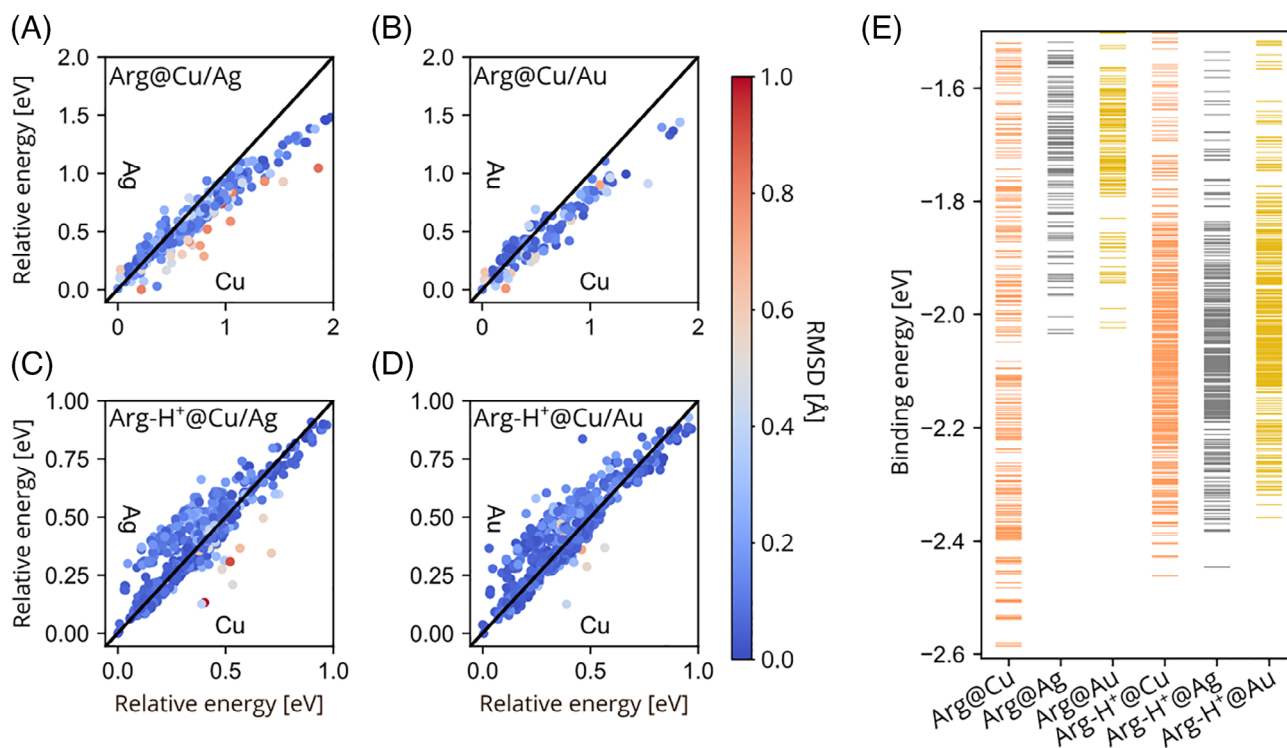 (A)
Arg@Cu/Ag
Relative energy [eV]
2.0
1.5
1.0
0.5
0.0
Ag
Cu
0
1
2
(B)
Arg@Cu/Au
2.0
1.5
1.0
0.5
0.0
Au
Cu
0
1
2
(C)
Arg-H⁺@Cu/Ag
Relative energy [eV]
1.00
0.75
0.50
0.25
0.00
Ag
Cu
0.0
0.5
1.0
Relative energy [eV]
(D)
Arg-H⁺@Cu/Au
1.00
0.75
0.50
0.25
0.00
Au
Cu
0.0
0.5
1.0
Relative energy [eV]
1.0
0.8
0.6
0.4
0.2
0.0
RMSD [Å]
(E)
Binding energy [eV]
−1.6
−1.8
−2.0
−2.2
−2.4
−2.6
Arg@Cu
Arg@Ag
Arg@Au
Arg-H⁺@Cu
Arg-H⁺@Ag
Arg-H⁺@Au